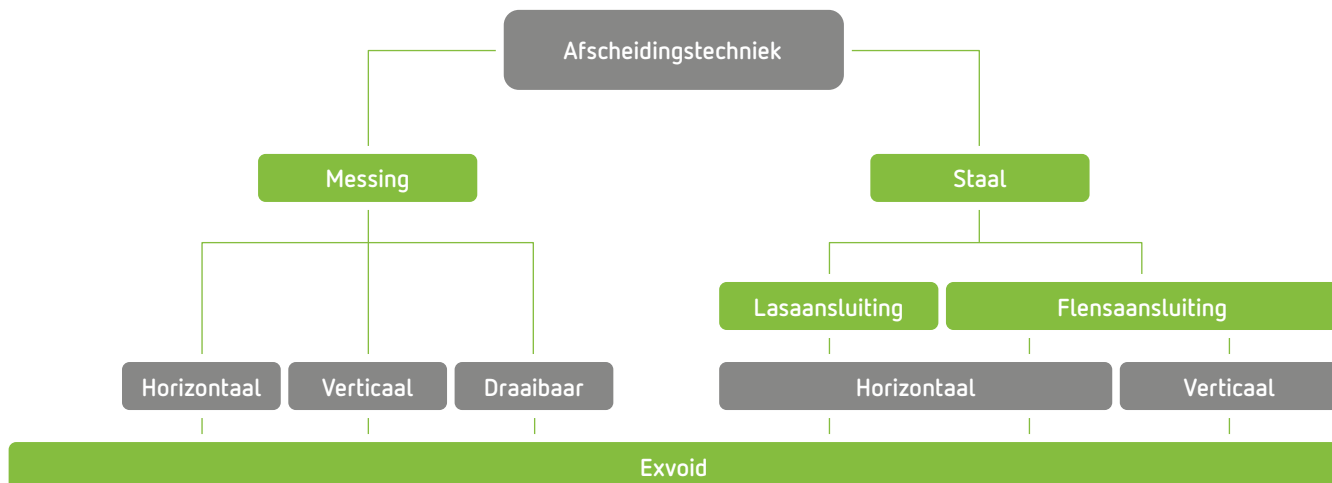 Afscheidingstechniek
Messing
Staal
Lasaansluiting
Flensaansluiting
Horizontaal
Verticaal
Draaibaar
Horizontaal
Verticaal
Exvoid